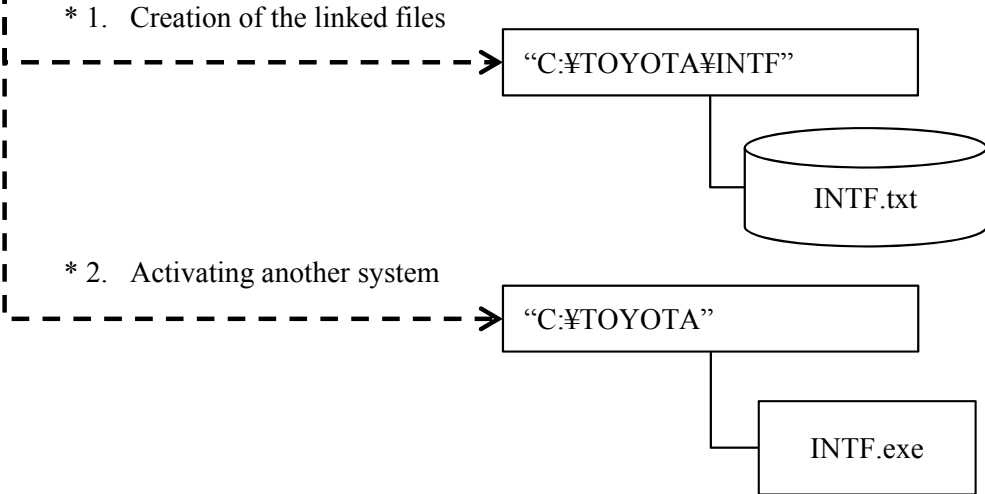 * 1. Creation of the linked files
“C:¥TOYOTA¥INTF”
INTF.txt
* 2. Activating another system
“C:¥TOYOTA”
INTF.exe